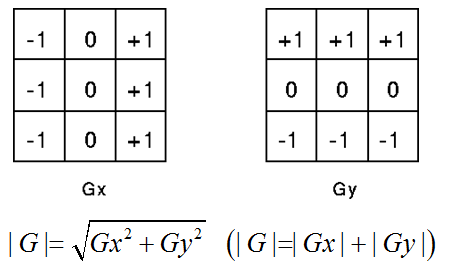 -1 0 +1 +1 +1 +1
-1 0 +1 0 0 0
-1 0 +1 -1 -1 -1
Gx Gy
|G|=√Gx²+Gy² (|G|=|Gx|+|Gy|)